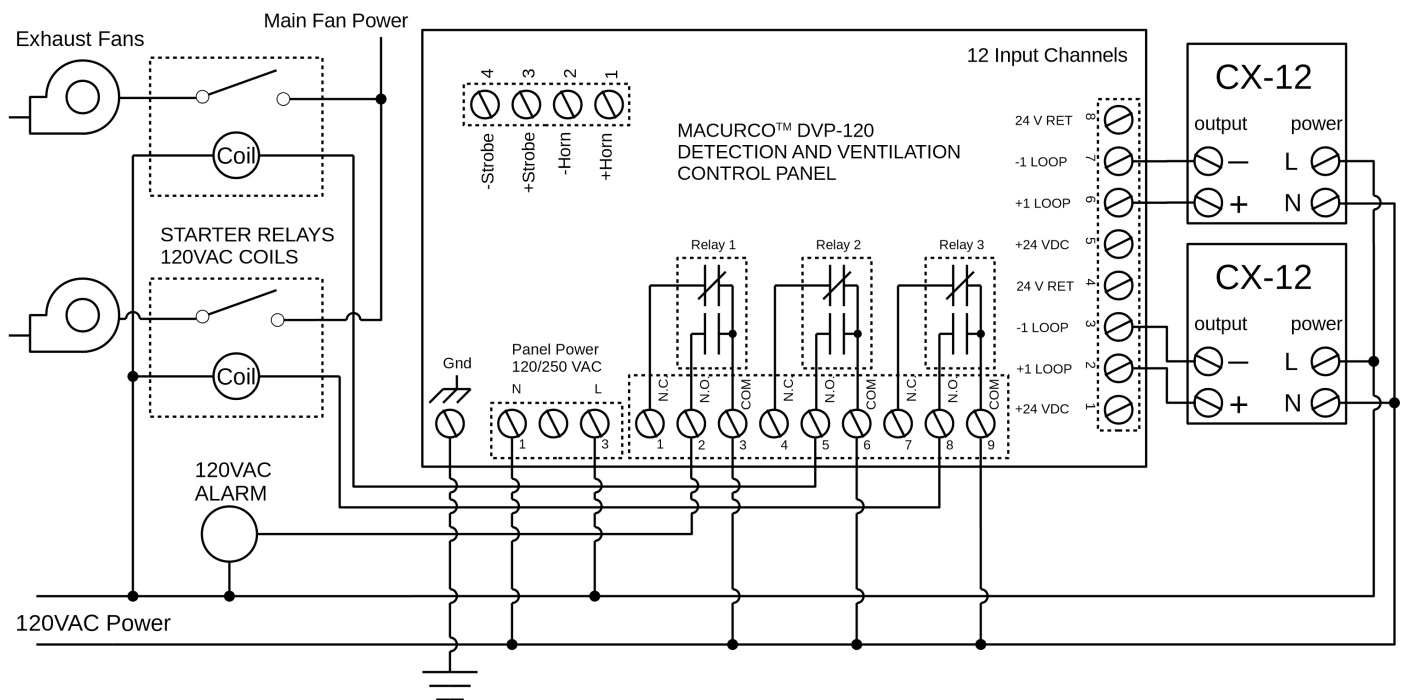 Main Fan Power
Exhaust Fans
Coil
STARTER RELAYS
120VAC COILS
Coil
120VAC
ALARM
120VAC Power
12 Input Channels
4 3 2 1
-Strobe +Strobe -Horn +Horn
MACURCO™ DVP-120
DETECTION AND VENTILATION
CONTROL PANEL
24 V RET 8
-1 LOOP 7
+1 LOOP 6
+24 VDC 5
24 V RET 4
-1 LOOP 3
+1 LOOP 2
+24 VDC 1
Relay 1 Relay 2 Relay 3
Gnd
Panel Power
120/250 VAC
N L
1 3
N.C. N.O. COM N.C. N.O. COM N.C. N.O. COM
1 2 3 4 5 6 7 8 9
CX-12
output power
– L
+ N
CX-12
output power
– L
+ N